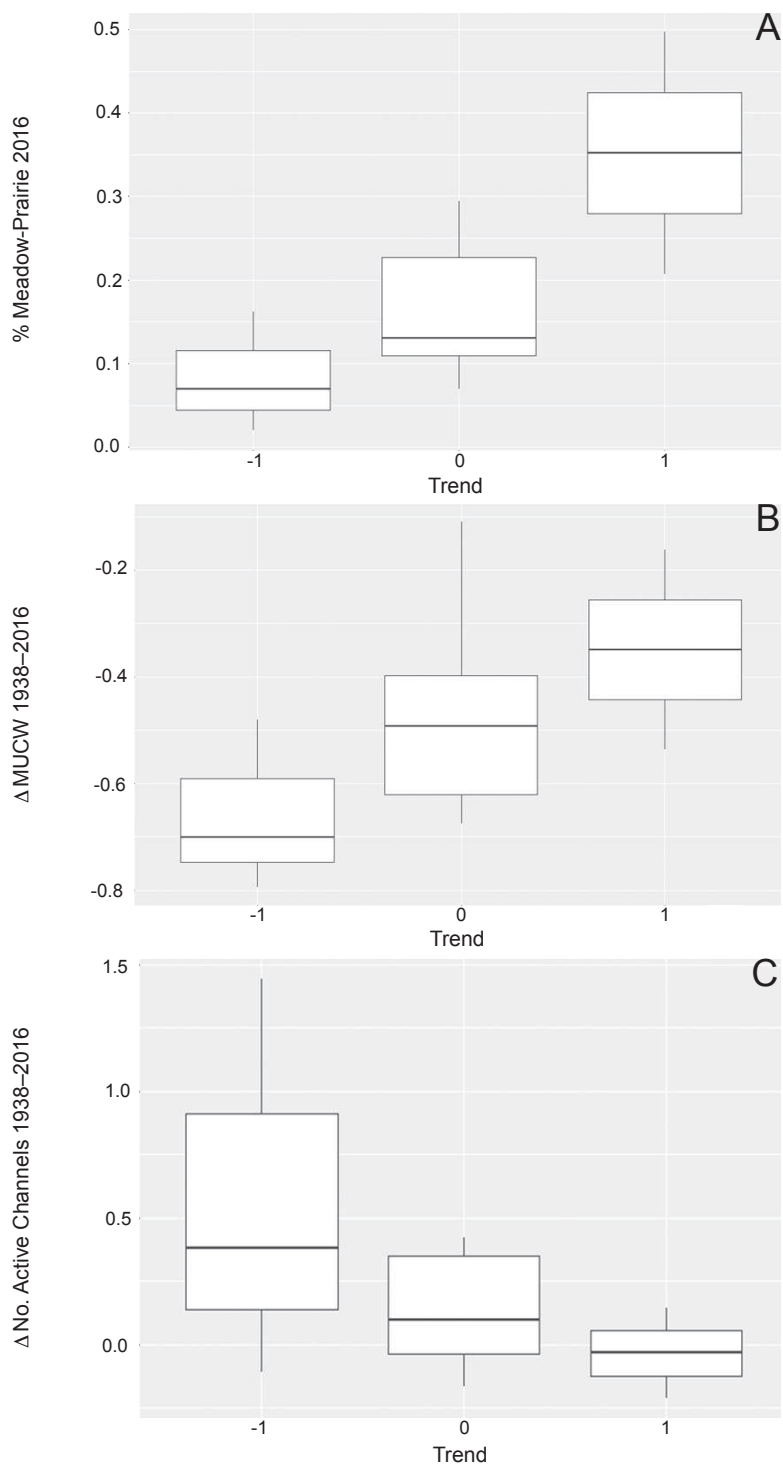 A
% Meadow-Prairie 2016
0.5
0.4
0.3
0.2
0.1
0.0
-1 0 1
Trend
B
Δ MUCW 1938–2016
-0.2
-0.4
-0.6
-0.8
-1 0 1
Trend
C
Δ No. Active Channels 1938–2016
1.5
1.0
0.5
0.0
-1 0 1
Trend